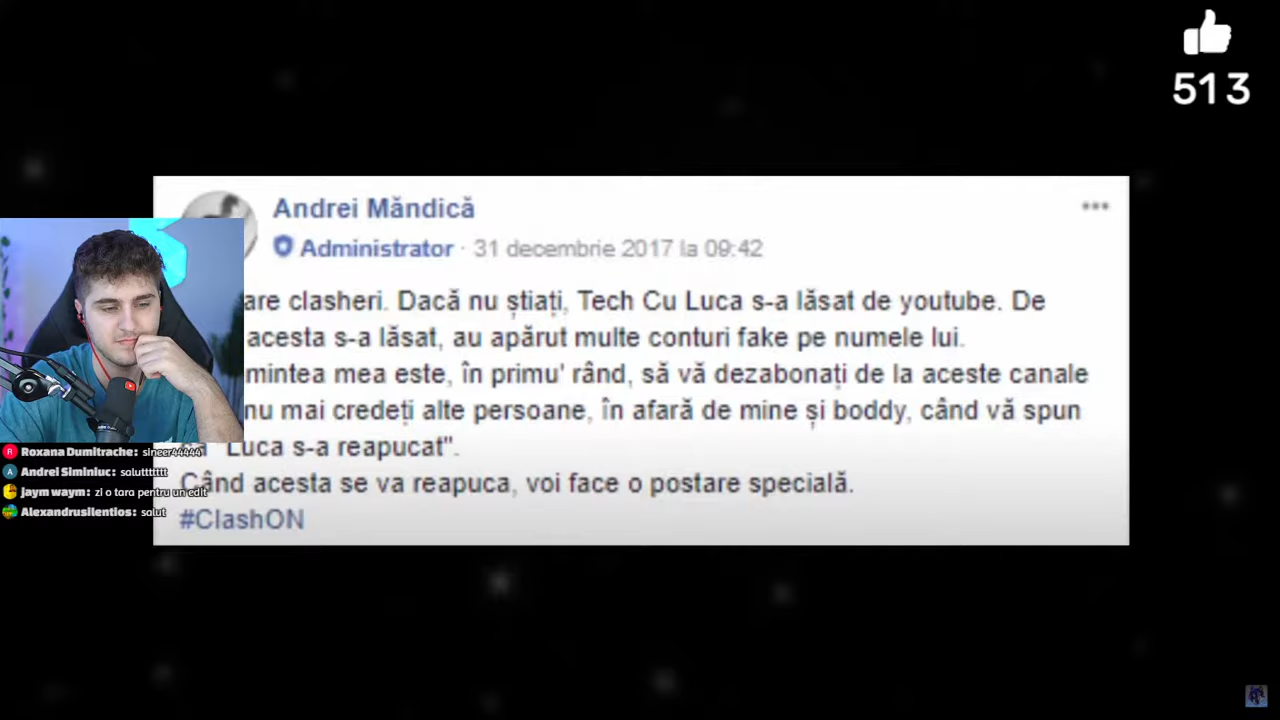 513
Andrei Măndică
Administrator · 31 decembrie 2017 la 09:42
are clasheri. Dacă nu știați, Tech Cu Luca s-a lăsat de youtube. De
acesta s-a lăsat, au apărut multe conturi fake pe numele lui.
mintea mea este, în primu' rând, să vă dezabonați de la aceste canale
nu mai credeți alte persoane, în afară de mine și boddy, când vă spun
"Luca s-a reapucat".
Când acesta se va reapuca, voi face o postare specială.
#ClashON
Roxana Dumitrache: sineer44444
Andrei Siminiuc: saluttttttt
Jaym waym: zi o tara pentru un edit
Alexandrusilentios: salut